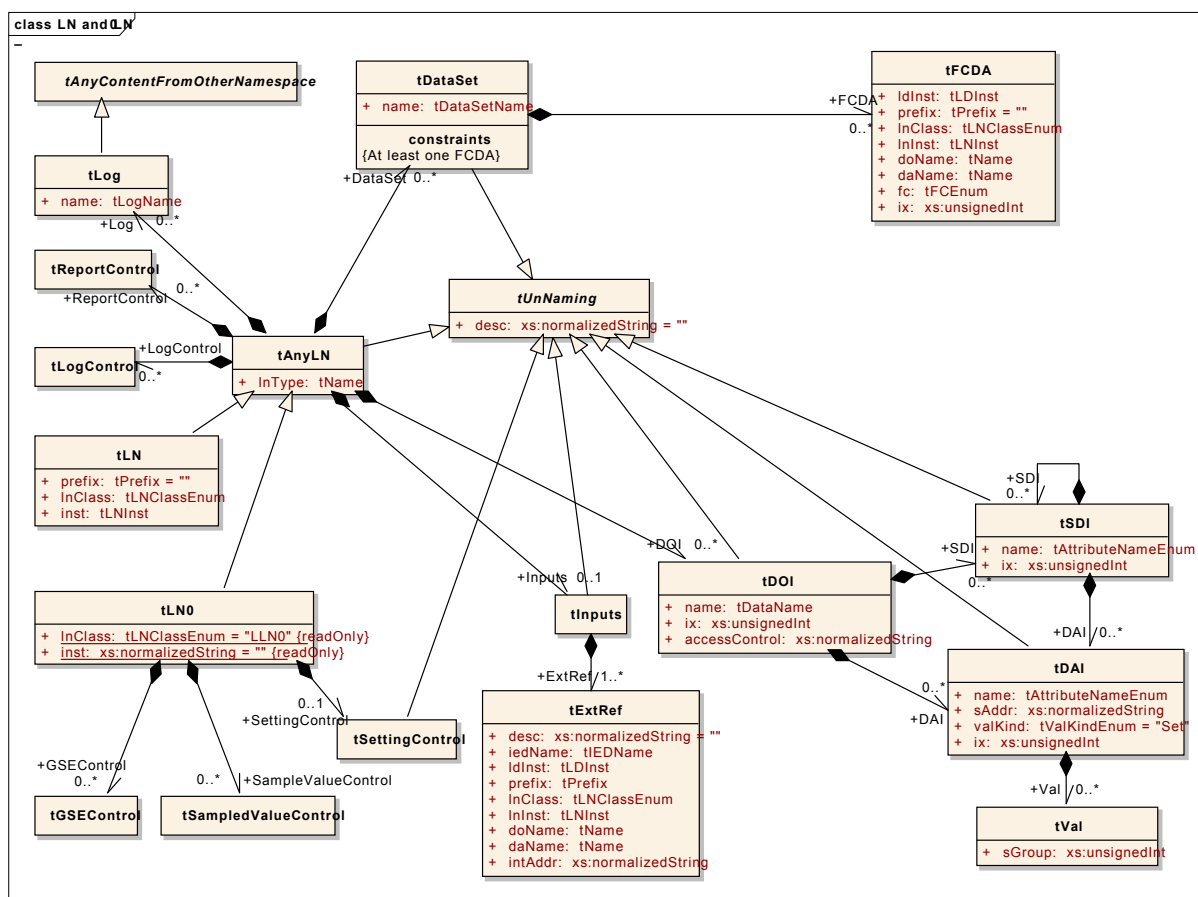 class LN and LN0
tAnyContentFromOtherNamespace
tDataSet
+ name: tDataSetName
constraints
{At least one FCDA}
+DataSet 0..*
+FCDA
0..*
tFCDA
+ ldInst: tLDInst
+ prefix: tPrefix = ""
+ lnClass: tLNClassEnum
+ lnInst: tLNInst
+ doName: tName
+ daName: tName
+ fc: tFCEnum
+ ix: xs:unsignedInt
tLog
+ name: tLogName
+Log 0..*
tReportControl
0..*
+ReportControl
+LogControl
tLogControl
0..*
tUnNaming
+ desc: xs:normalizedString = ""
tAnyLN
+ lnType: tName
tLN
+ prefix: tPrefix = ""
+ lnClass: tLNClassEnum
+ inst: tLNInst
+SDI
0..*
tSDI
+ name: tAttributeNameEnum
+ ix: xs:unsignedInt
+DOI 0..*
+SDI
0..*
tDOI
+ name: tDataName
+ ix: xs:unsignedInt
+ accessControl: xs:normalizedString
+Inputs 0..1
tInputs
tLN0
+ lnClass: tLNClassEnum = "LLN0" {readOnly}
+ inst: xs:normalizedString = "" {readOnly}
+DAI 0..*
tDAI
+ name: tAttributeNameEnum
+ sAddr: xs:normalizedString
+ valKind: tValKindEnum = "Set"
+ ix: xs:unsignedInt
0..*
+DAI
+ExtRef 1..*
tExtRef
+ desc: xs:normalizedString = ""
+ iedName: tIEDName
+ ldInst: tLDInst
+ prefix: tPrefix
+ lnClass: tLNClassEnum
+ lnInst: tLNInst
+ doName: tName
+ daName: tName
+ intAddr: xs:normalizedString
0..1
+SettingControl
tSettingControl
+GSEControl
0..*
0..* +SampleValueControl
tGSEControl
tSampledValueControl
+Val 0..*
tVal
+ sGroup: xs:unsignedInt